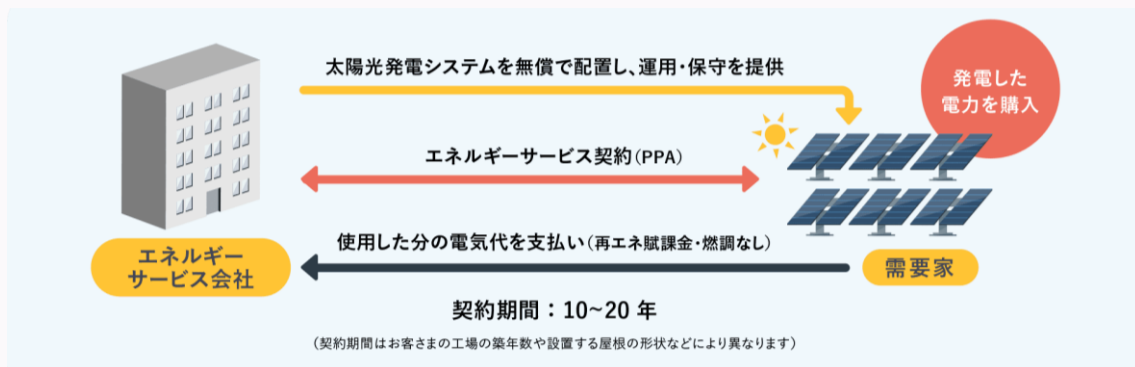 太陽光発電システムを無償で配置し、運用・保守を提供
発電した
電力を購入
エネルギーサービス契約(PPA)
使用した分の電気代を支払い(再エネ賦課金・燃調なし)
エネルギー
サービス会社
需要家
契約期間：10~20 年
(契約期間はお客さまの工場の築年数や設置する屋根の形状などにより異なります)